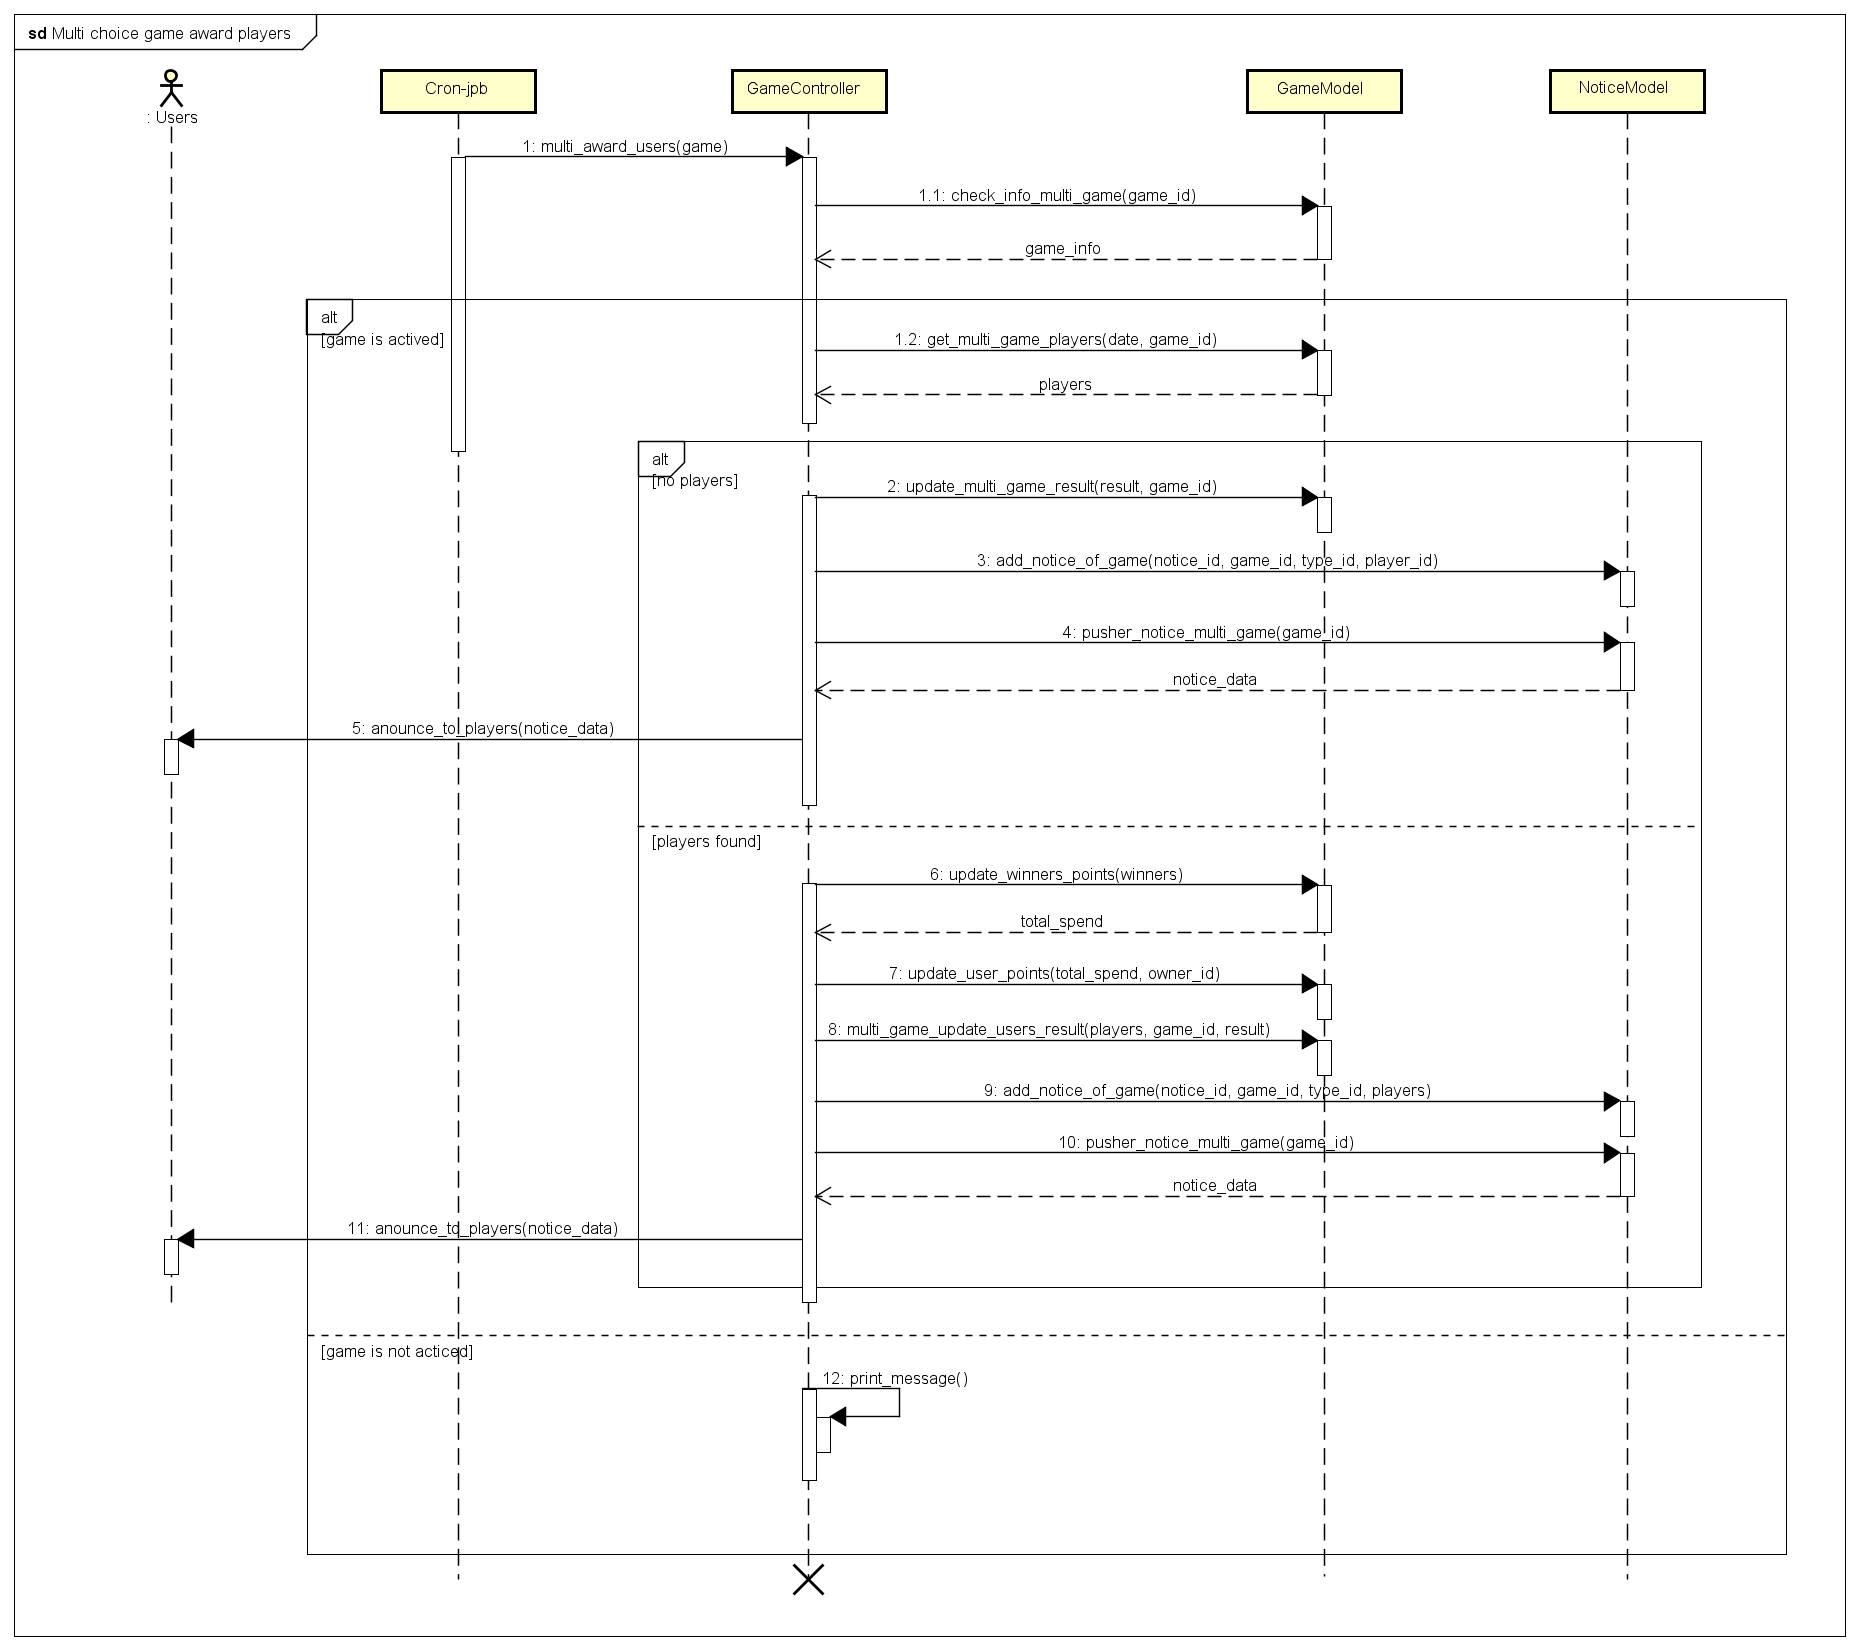 sd Multi choice game award players
: Users
Cron-jpb
GameController
GameModel
NoticeModel
1: multi_award_users(game)
1.1: check_info_multi_game(game_id)
game_info
alt
[game is actived]
1.2: get_multi_game_players(date, game_id)
players
alt
[no players]
2: update_multi_game_result(result, game_id)
3: add_notice_of_game(notice_id, game_id, type_id, player_id)
4: pusher_notice_multi_game(game_id)
notice_data
5: anounce_to_players(notice_data)
[players found]
6: update_winners_points(winners)
total_spend
7: update_user_points(total_spend, owner_id)
8: multi_game_update_users_result(players, game_id, result)
9: add_notice_of_game(notice_id, game_id, type_id, players)
10: pusher_notice_multi_game(game_id)
notice_data
11: anounce_to_players(notice_data)
[game is not acticed]
12: print_message()